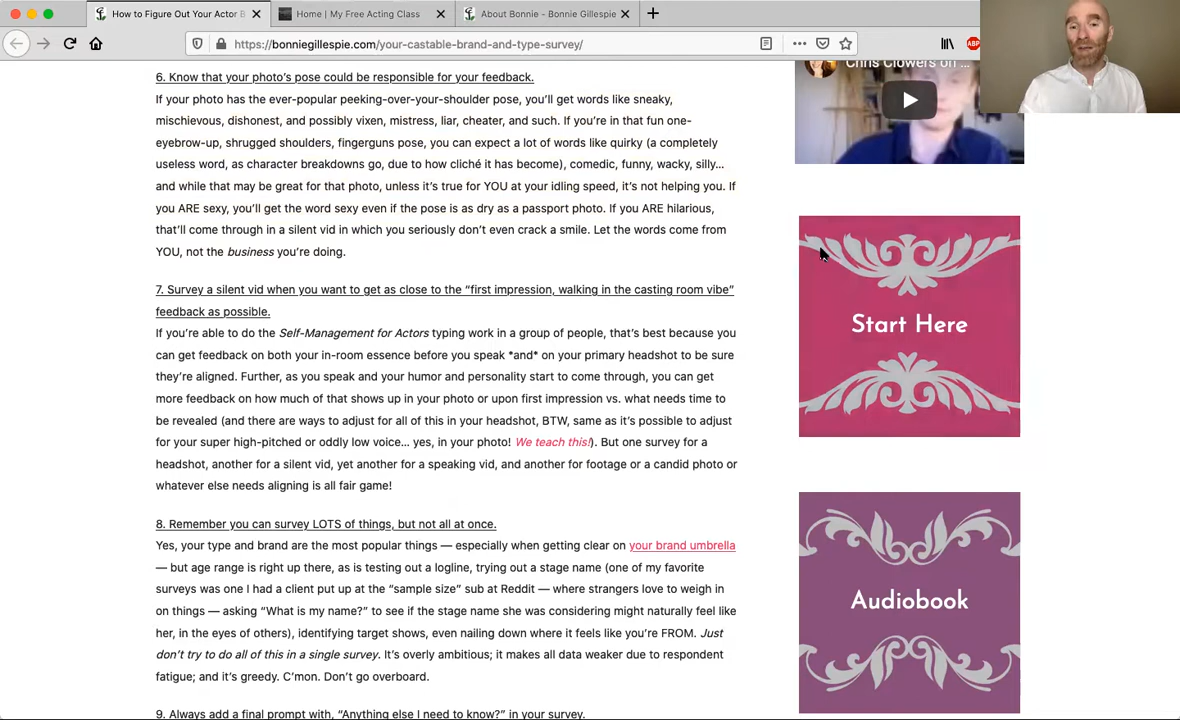 How to Figure Out Your Actor B
Home | My Free Acting Class
About Bonnie - Bonnie Gillespie
https://bonniegillespie.com/your-castable-brand-and-type-survey/
ABP
6. Know that your photo's pose could be responsible for your feedback.
If your photo has the ever-popular peeking-over-your-shoulder pose, you'll get words like sneaky,
mischievous, dishonest, and possibly vixen, mistress, liar, cheater, and such. If you're in that fun one-
eyebrow-up, shrugged shoulders, fingerguns pose, you can expect a lot of words like quirky (a completely
useless word, as character breakdowns go, due to how cliché it has become), comedic, funny, wacky, silly…
and while that may be great for that photo, unless it's true for YOU at your idling speed, it's not helping you. If
you ARE sexy, you'll get the word sexy even if the pose is as dry as a passport photo. If you ARE hilarious,
that'll come through in a silent vid in which you seriously don't even crack a smile. Let the words come from
YOU, not the business you're doing.
7. Survey a silent vid when you want to get as close to the “first impression, walking in the casting room vibe”
feedback as possible.
If you're able to do the Self-Management for Actors typing work in a group of people, that's best because you
can get feedback on both your in-room essence before you speak *and* on your primary headshot to be sure
they're aligned. Further, as you speak and your humor and personality start to come through, you can get
more feedback on how much of that shows up in your photo or upon first impression vs. what needs time to
be revealed (and there are ways to adjust for all of this in your headshot, BTW, same as it's possible to adjust
for your super high-pitched or oddly low voice… yes, in your photo! We teach this!). But one survey for a
headshot, another for a silent vid, yet another for a speaking vid, and another for footage or a candid photo or
whatever else needs aligning is all fair game!
8. Remember you can survey LOTS of things, but not all at once.
Yes, your type and brand are the most popular things — especially when getting clear on your brand umbrella
— but age range is right up there, as is testing out a logline, trying out a stage name (one of my favorite
surveys was one I had a client put up at the “sample size” sub at Reddit — where strangers love to weigh in
on things — asking “What is my name?” to see if the stage name she was considering might naturally feel like
her, in the eyes of others), identifying target shows, even nailing down where it feels like you're FROM. Just
don't try to do all of this in a single survey. It's overly ambitious; it makes all data weaker due to respondent
fatigue; and it's greedy. C'mon. Don't go overboard.
9. Always add a final prompt with, “Anything else I need to know?” in your survey.
Chris Clowers on ...
Start Here
Audiobook